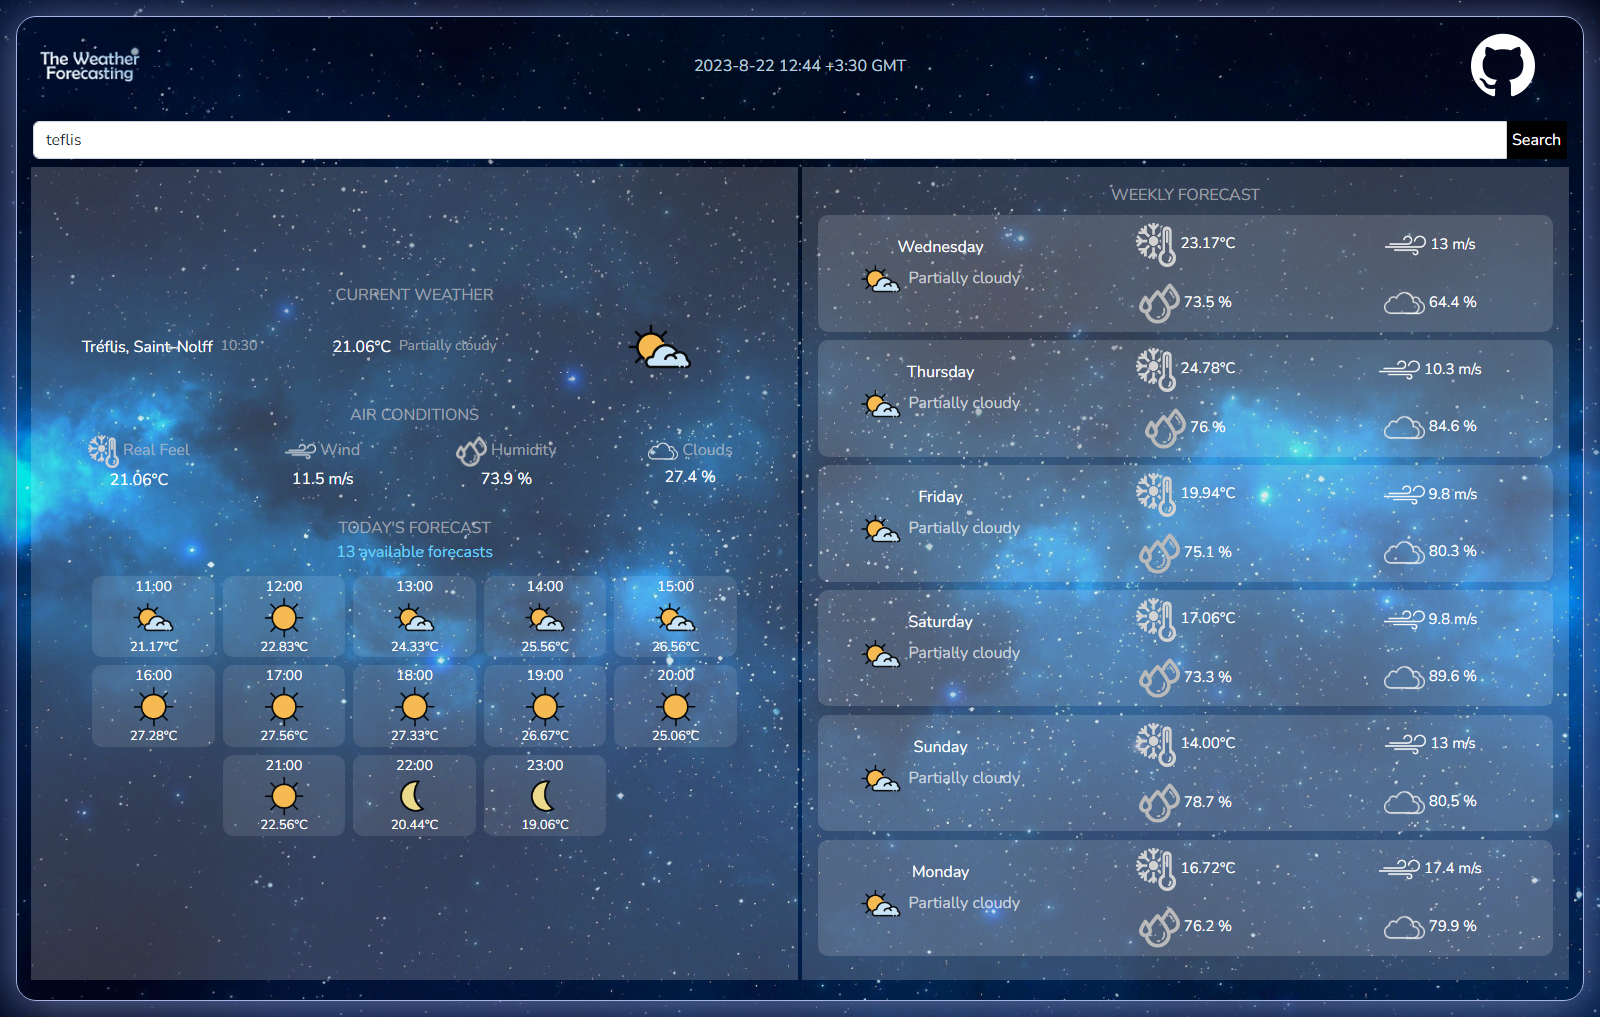 The Weather
Forecasting
2023-8-22 12:44 +3:30 GMT
teflis
Search
CURRENT WEATHER
Tréflis, Saint-Nolff 10:30
21.06°C Partially cloudy
AIR CONDITIONS
Real Feel
21.06°C
Wind
11.5 m/s
Humidity
73.9 %
Clouds
27.4 %
TODAY'S FORECAST
13 available forecasts
11:00
21.17°C
12:00
22.83°C
13:00
24.33°C
14:00
25.56°C
15:00
26.56°C
16:00
27.28°C
17:00
27.56°C
18:00
27.33°C
19:00
26.67°C
20:00
25.06°C
21:00
22.56°C
22:00
20.44°C
23:00
19.06°C
WEEKLY FORECAST
Wednesday
Partially cloudy
23.17°C
13 m/s
73.5 %
64.4 %
Thursday
Partially cloudy
24.78°C
10.3 m/s
76 %
84.6 %
Friday
Partially cloudy
19.94°C
9.8 m/s
75.1 %
80.3 %
Saturday
Partially cloudy
17.06°C
9.8 m/s
73.3 %
89.6 %
Sunday
Partially cloudy
14.00°C
13 m/s
78.7 %
80.5 %
Monday
Partially cloudy
16.72°C
17.4 m/s
76.2 %
79.9 %